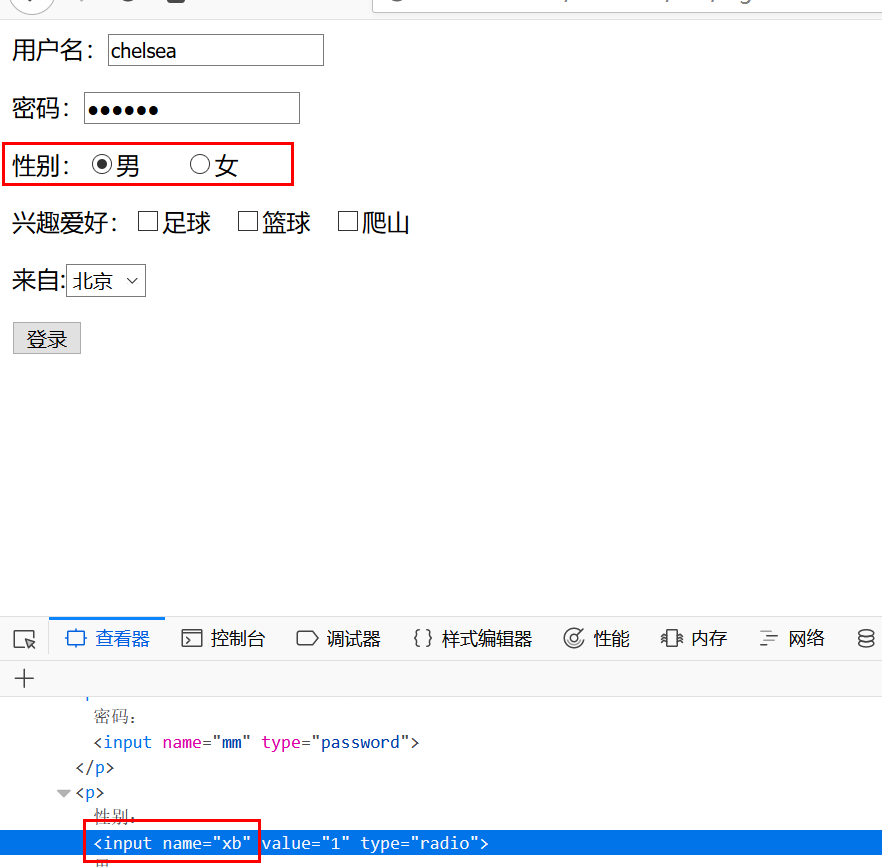 用户名：chelsea
密码：●●●●●●
性别： 男 女
兴趣爱好： 足球 篮球 爬山
来自:北京
登录
查看器 控制台 调试器 {} 样式编辑器 性能 内存 网络
密码：
<input name="mm" type="password">
</p>
<p>
性别：
<input name="xb" value="1" type="radio">